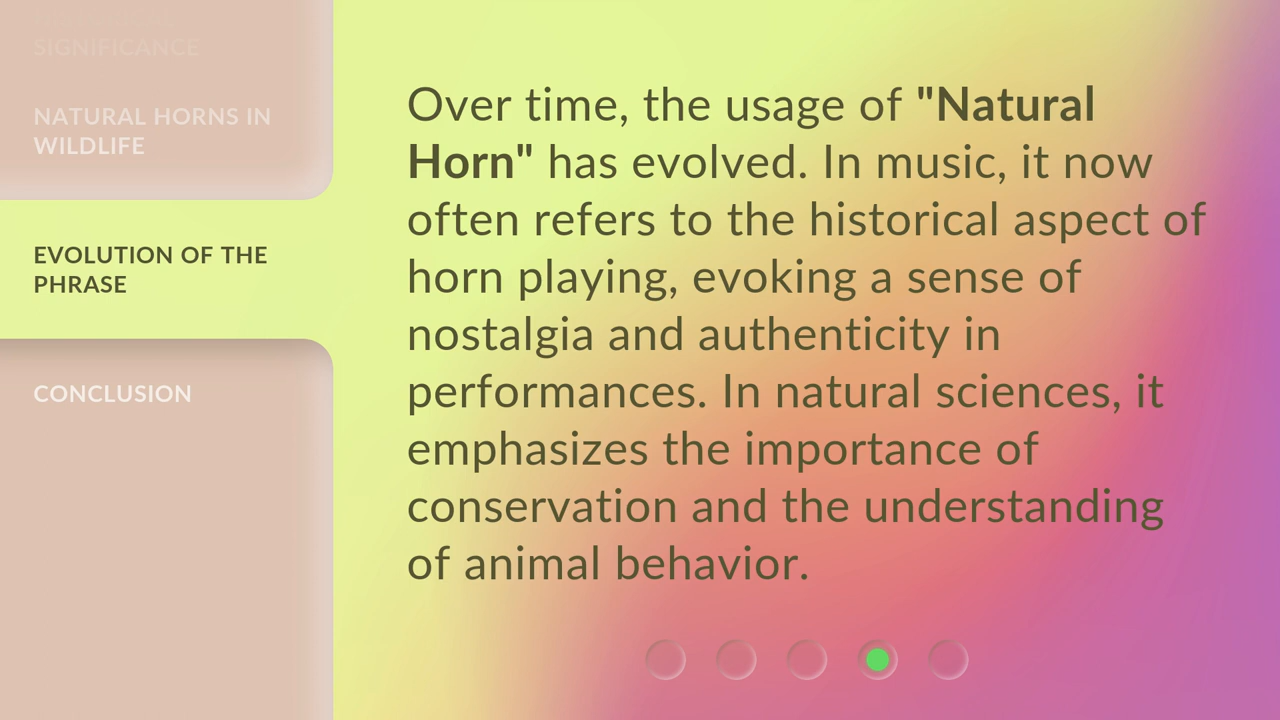 SIGNIFICANCE
NATURAL HORNS IN
WILDLIFE
EVOLUTION OF THE
PHRASE
CONCLUSION
Over time, the usage of "Natural
Horn" has evolved. In music, it now
often refers to the historical aspect of
horn playing, evoking a sense of
nostalgia and authenticity in
performances. In natural sciences, it
emphasizes the importance of
conservation and the understanding
of animal behavior.